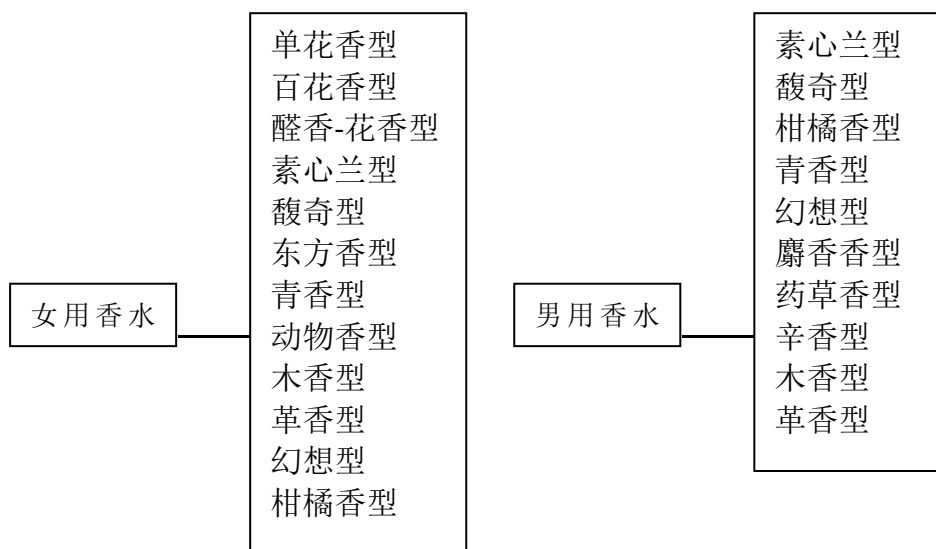 女用香水
单花香型
百花香型
醛香-花香型
素心兰型
馥奇型
东方香型
青香型
动物香型
木香型
革香型
幻想型
柑橘香型
男用香水
素心兰型
馥奇型
柑橘香型
青香型
幻想型
麝香香型
药草香型
辛香型
木香型
革香型